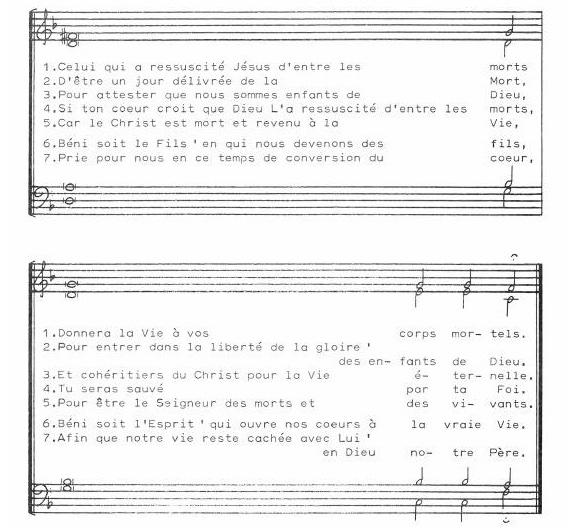 1.Celui qui a ressuscité Jésus d'entre les morts
2.D'être un jour délivrée de la Mort,
3.Pour attester que nous sommes enfants de Dieu,
4.Si ton coeur croit que Dieu L'a ressuscité d'entre les morts,
5.Car le Christ est mort et revenu à la Vie,
6.Béni soit le Fils ' en qui nous devenons des fils,
7.Prie pour nous en ce temps de conversion du coeur,
1.Donnera la Vie à vos corps mor- tels.
2.Pour entrer dans la liberté de la gloire '
des en- fants de Dieu.
3.Et cohéritiers du Christ pour la Vie é- ter- nelle.
4.Tu seras sauvé par ta Foi.
5.Pour être le Seigneur des morts et des vi- vants.
6.Béni soit l'Esprit ' qui ouvre nos coeurs à la vraie Vie.
7.Afin que notre vie reste cachée avec Lui '
en Dieu no- tre Père.